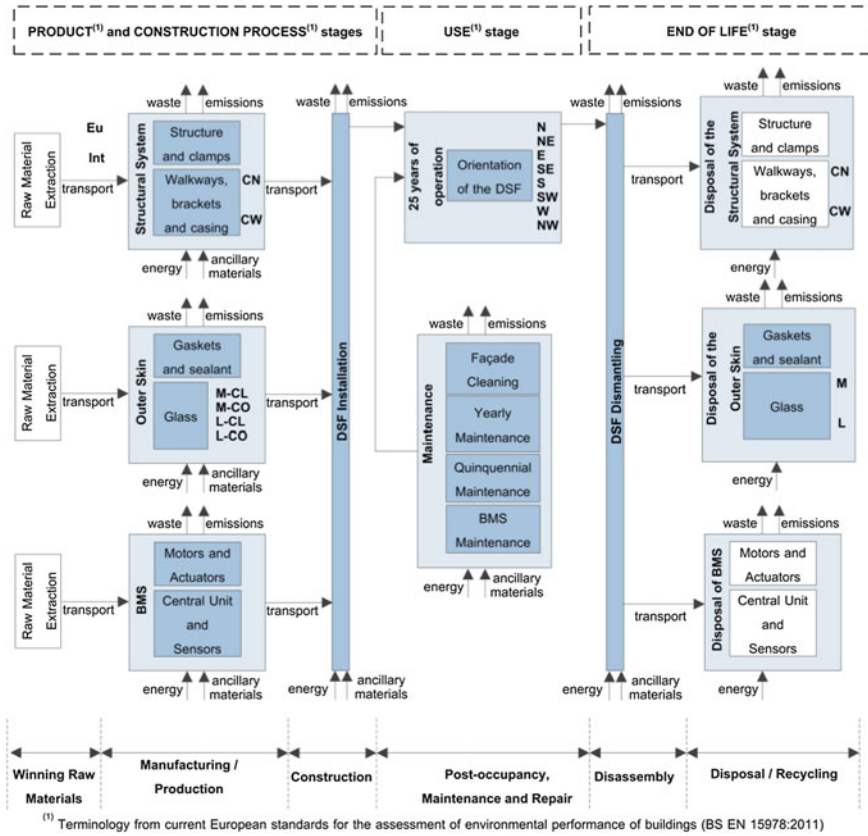 PRODUCT(1) and CONSTRUCTION PROCESS(1) stages
USE(1) stage
END OF LIFE(1) stage
Raw Material
Extraction
Eu
Int
transport
waste
emissions
Structural System
Structure
and clamps
Walkways,
brackets
and casing
CN
CW
energy
ancillary
materials
transport
Raw Material
Extraction
transport
waste
emissions
Outer Skin
Gaskets
and sealant
Glass
M-CL
M-CO
L-CL
L-CO
energy
ancillary
materials
transport
Raw Material
Extraction
transport
waste
emissions
BMS
Motors and
Actuators
Central Unit
and
Sensors
energy
ancillary
materials
transport
waste
emissions
DSF Installation
energy
ancillary
materials
waste
emissions
25 years of
operation
Orientation
of the DSF
N
NE
E
SE
S
SW
W
NW
waste
emissions
Maintenance
Façade
Cleaning
Yearly
Maintenance
Quinquennial
Maintenance
BMS
Maintenance
energy
ancillary
materials
waste
emissions
DSF Dismantling
energy
ancillary
materials
transport
waste
emissions
Disposal of the
Structural System
Structure
and clamps
Walkways,
brackets
and casing
CN
CW
energy
transport
waste
emissions
Disposal of the
Outer Skin
Gaskets
and sealant
Glass
M
L
energy
transport
waste
emissions
Disposal of BMS
Motors and
Actuators
Central Unit
and
Sensors
energy
Winning Raw
Materials
Manufacturing /
Production
Construction
Post-occupancy,
Maintenance and Repair
Disassembly
Disposal / Recycling
(1) Terminology from current European standards for the assessment of environmental performance of buildings (BS EN 15978:2011)